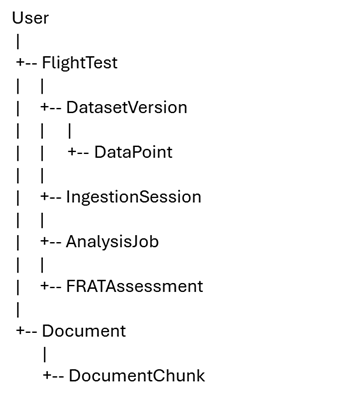 User
|
+-- FlightTest
|   |
|   +-- DatasetVersion
|   |   |
|   |   +-- DataPoint
|   |
|   +-- IngestionSession
|   |
|   +-- AnalysisJob
|   |
|   +-- FRATAssessment
|
+-- Document
    |
    +-- DocumentChunk